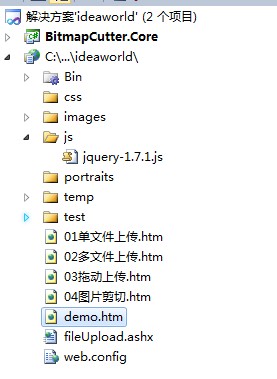 解决方案'ideaworld' (2 个项目)
BitmapCutter.Core
C:\...\ideaworld\
Bin
css
images
js
jquery-1.7.1.js
portraits
temp
test
01单文件上传.htm
02多文件上传.htm
03拖动上传.htm
04图片剪切.htm
demo.htm
fileUpload.ashx
web.config